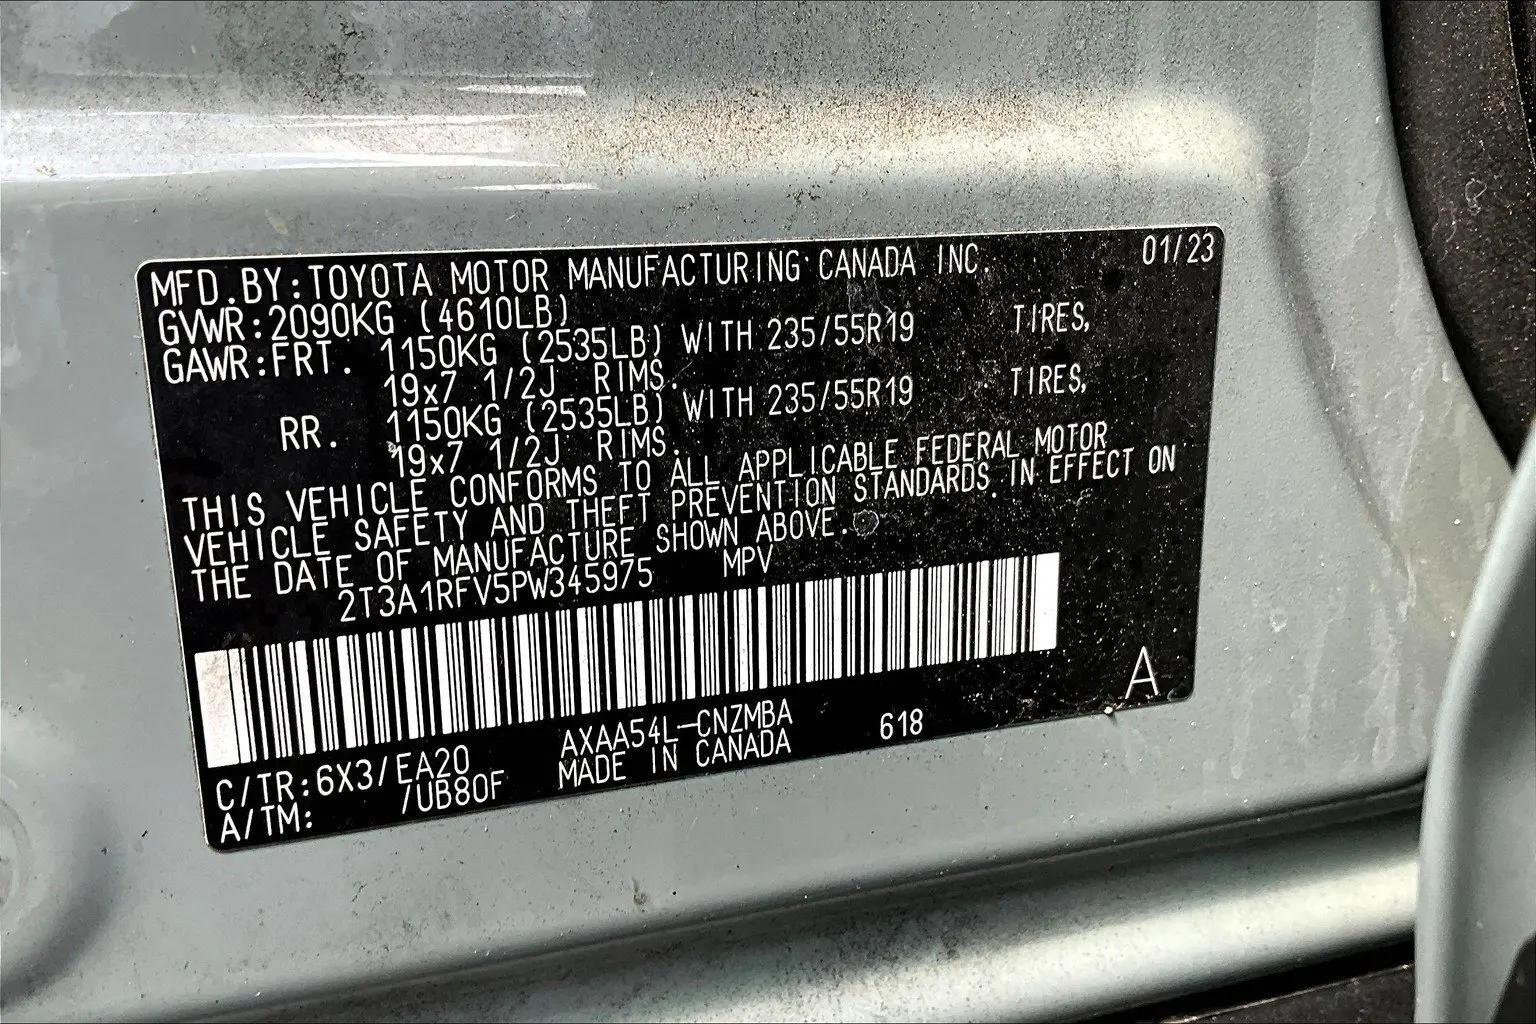 MFD.BY:TOYOTA MOTOR MANUFACTURING CANADA INC. 01/23
GVWR:2090KG (4610LB)
GAWR:FRT. 1150KG (2535LB) WITH 235/55R19 TIRES,
19x7 1/2J RIMS.
RR. 1150KG (2535LB) WITH 235/55R19 TIRES,
19x7 1/2J RIMS.
THIS VEHICLE CONFORMS TO ALL APPLICABLE FEDERAL MOTOR
VEHICLE SAFETY AND THEFT PREVENTION STANDARDS IN EFFECT ON
THE DATE OF MANUFACTURE SHOWN ABOVE.
2T3A1RFV5PW345975 MPV
A
C/TR:6X3/EA20 AXAA54L-CNZMBA 618
A/TM: /UB80F MADE IN CANADA